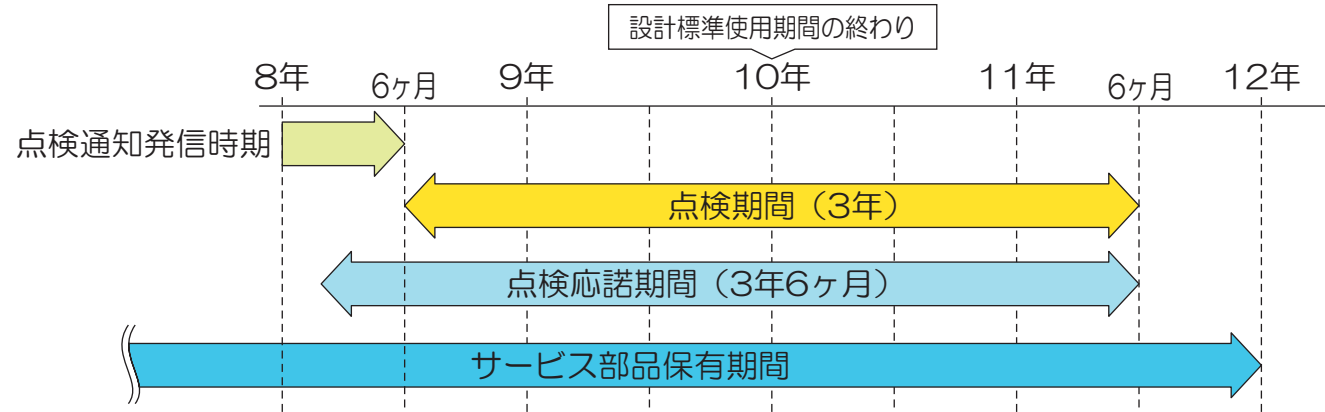 設計標準使用期間の終わり
8年 6ヶ月 9年 10年 11年 6ヶ月 12年
点検通知発信時期
点検期間（3年）
点検応諾期間（3年6ヶ月）
サービス部品保有期間